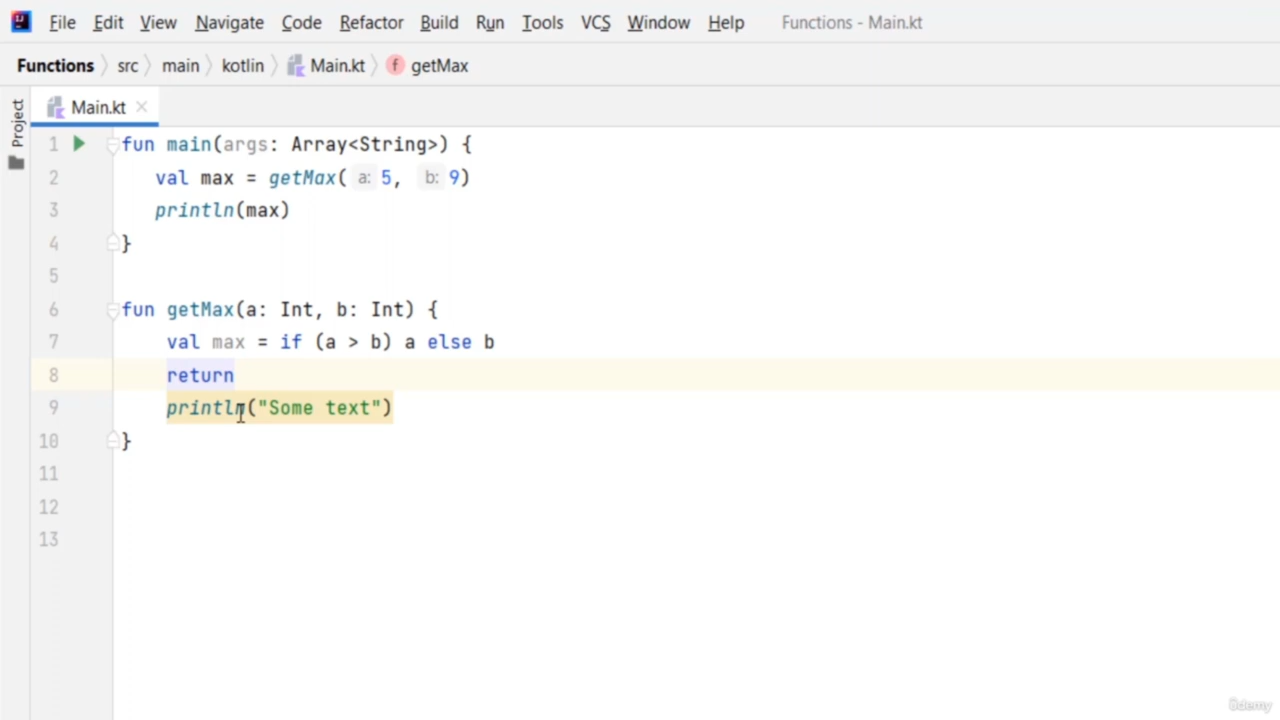 File Edit View Navigate Code Refactor Build Run Tools VCS Window Help Functions - Main.kt
Functions src main kotlin Main.kt getMax
Project
Main.kt
1 fun main(args: Array<String>) {
2 val max = getMax( a: 5, b: 9)
3 println(max)
4 }
5
6 fun getMax(a: Int, b: Int) {
7 val max = if (a > b) a else b
8 return
9 println("Some text")
10 }
11
12
13
ûdemy